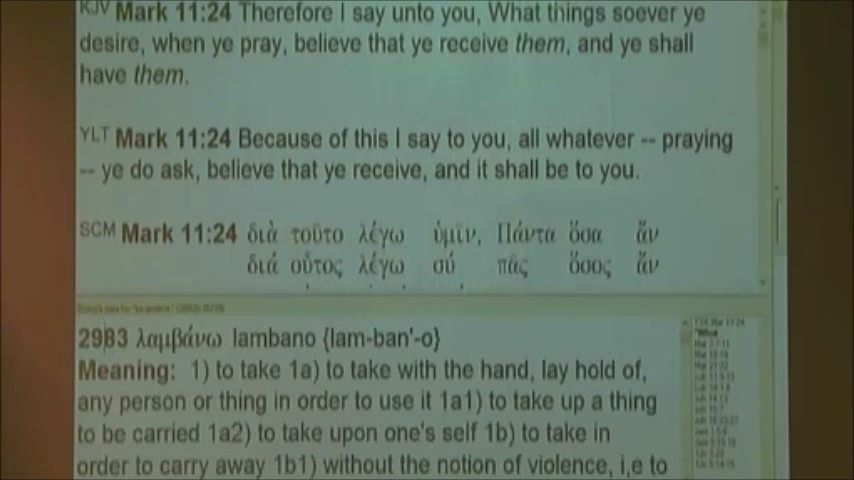 KJV Mark 11:24 Therefore I say unto you, What things soever ye
desire, when ye pray, believe that ye receive them, and ye shall
have them.
YLT Mark 11:24 Because of this I say to you, all whatever -- praying
-- ye do ask, believe that ye receive, and it shall be to you.
SCM Mark 11:24 διὰ τοῦτο λέγω ὑμῖν, Πάντα ὅσα ἄν
διά οὗτος λέγω σύ πᾶς ὅσος ἄν
2983 λαμβάνω lambano {lam-ban'-o}
Meaning: 1) to take 1a) to take with the hand, lay hold of,
any person or thing in order to use it 1a1) to take up a thing
to be carried 1a2) to take upon one's self 1b) to take in
order to carry away 1b1) without the notion of violence, i,e to